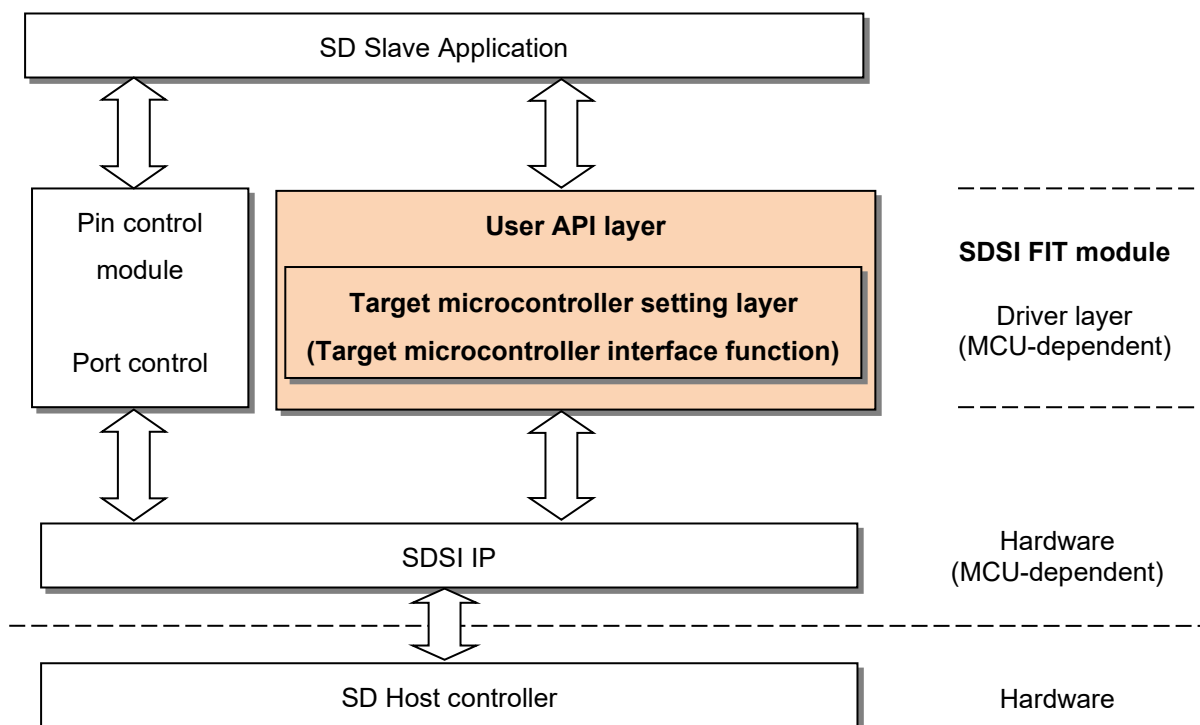 SD Slave Application
Pin control
module
Port control
User API layer
Target microcontroller setting layer
(Target microcontroller interface function)
SDSI FIT module
Driver layer
(MCU-dependent)
SDSI IP
Hardware
(MCU-dependent)
SD Host controller
Hardware